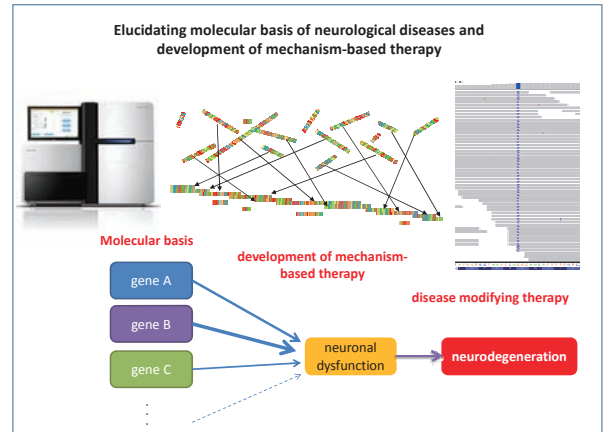 Elucidating molecular basis of neurological diseases and
development of mechanism-based therapy
Molecular basis
development of mechanism-
based therapy
disease modifying therapy
gene A
gene B
gene C
neuronal
dysfunction
neurodegeneration